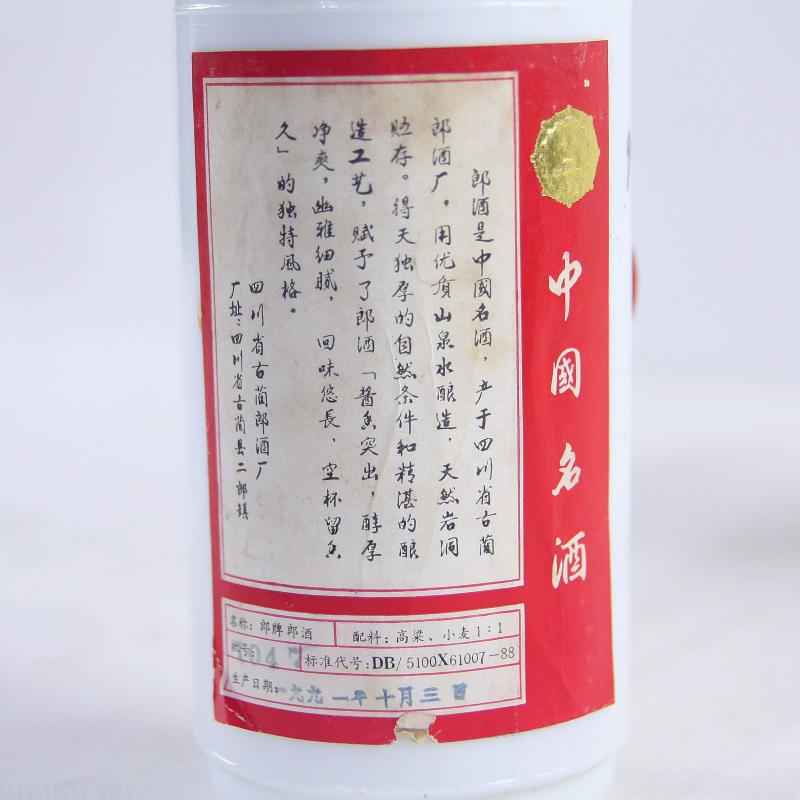 中國名酒
郎酒是中國名酒，产于四川省古蔺
郎酒厂，用优质山泉水酿造，天然岩洞
贮存。得天独厚的自然条件和精湛的酿
造工艺，赋予了郎酒「酱香突出，醇厚
净爽，幽雅细腻，回味悠長，空杯留香
久」的独特風格。
四川省古蔺郎酒厂
厂址：四川省古蔺县二郎镇
名称：郎牌郎酒
配料：高粱、小麦1：1
批号：1047
标准代号：DB/5100X61007-88
生产日期：一九九一年十月三日